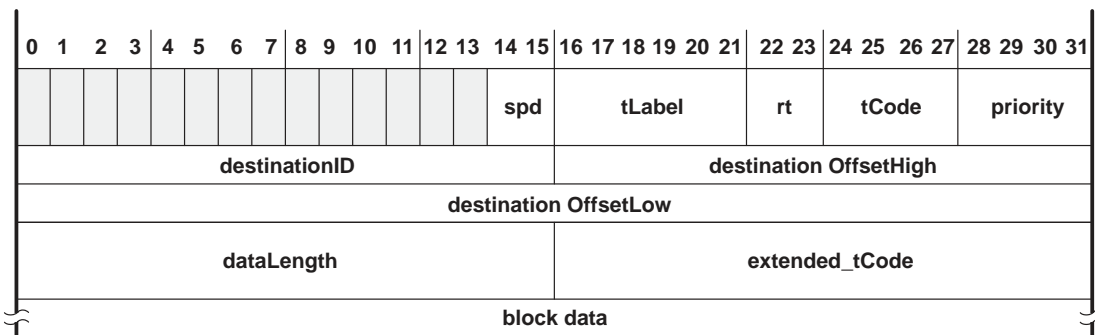 0 1 2 3 4 5 6 7 8 9 10 11 12 13 14 15 16 17 18 19 20 21 22 23 24 25 26 27 28 29 30 31
spd tLabel rt tCode priority
destinationID destination OffsetHigh
destination OffsetLow
dataLength extended_tCode
block data